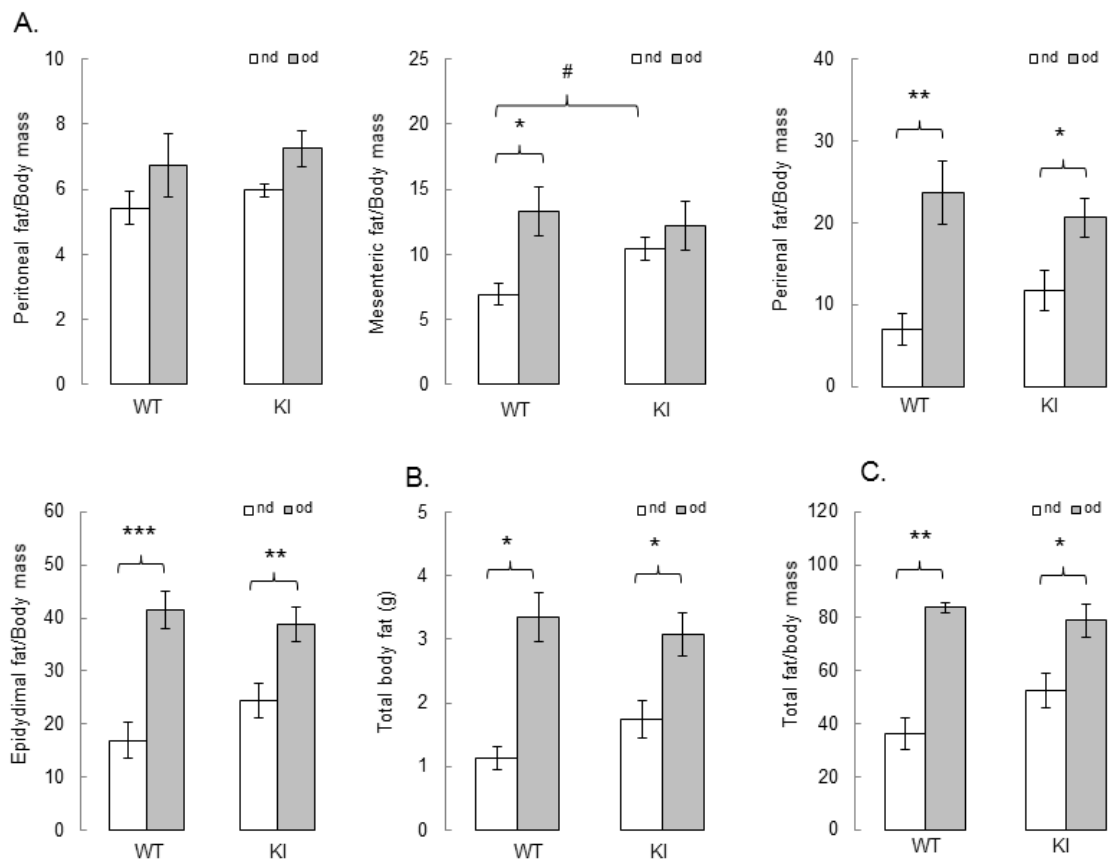 A.
Peritoneal fat/Body mass
10
8
6
4
2
0
nd od
WT KI
Mesenteric fat/Body mass
25
20
15
10
5
0
nd od
#
*
WT KI
Perirenal fat/Body mass
40
30
20
10
0
nd od
**
*
WT KI
Epidydimal fat/Body mass
60
50
40
30
20
10
0
nd od
***
**
WT KI
B.
Total body fat (g)
5
4
3
2
1
0
nd od
*
*
WT KI
C.
Total fat/body mass
120
100
80
60
40
20
0
nd od
**
*
WT KI